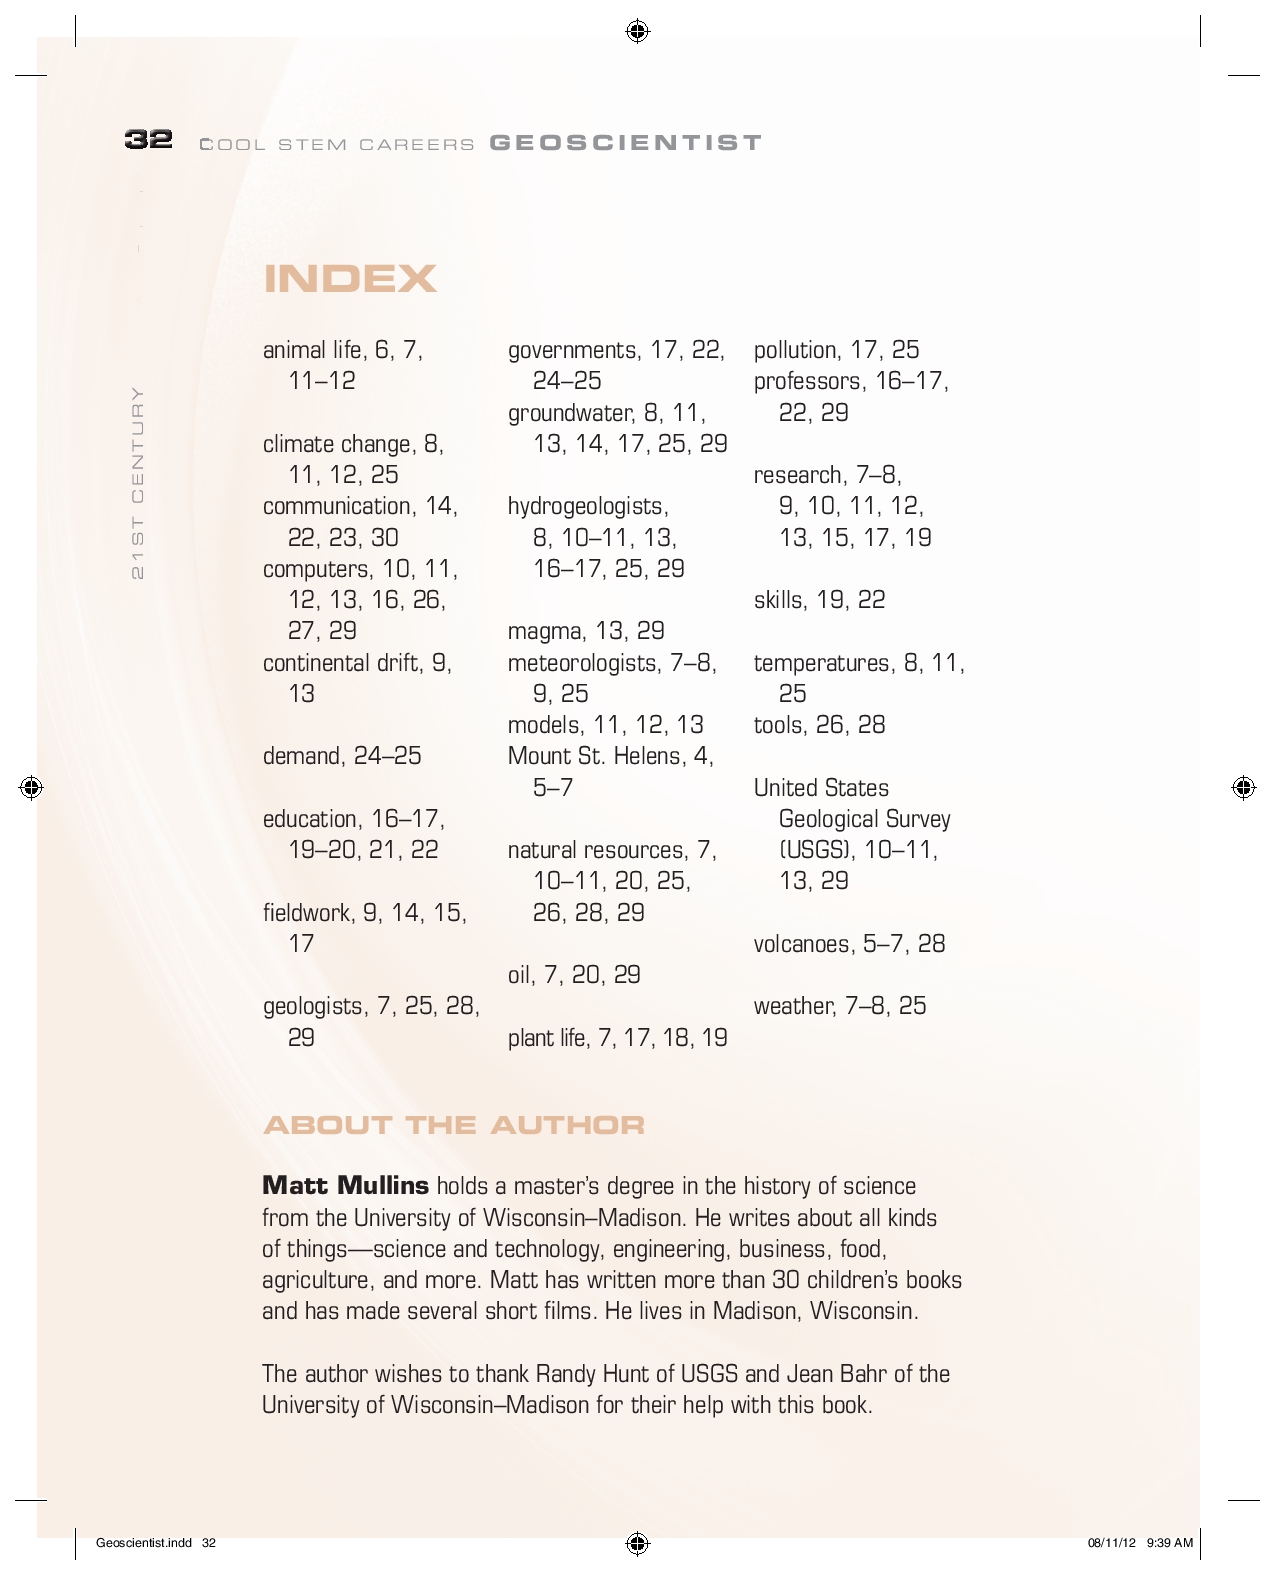 32 COOL STEM CAREERS GEOSCIENTIST
21ST CENTURY
INDEX
animal life, 6, 7,
11–12
climate change, 8,
11, 12, 25
communication, 14,
22, 23, 30
computers, 10, 11,
12, 13, 16, 26,
27, 29
continental drift, 9,
13
demand, 24–25
education, 16–17,
19–20, 21, 22
fieldwork, 9, 14, 15,
17
geologists, 7, 25, 28,
29
governments, 17, 22,
24–25
groundwater, 8, 11,
13, 14, 17, 25, 29
hydrogeologists,
8, 10–11, 13,
16–17, 25, 29
magma, 13, 29
meteorologists, 7–8,
9, 25
models, 11, 12, 13
Mount St. Helens, 4,
5–7
natural resources, 7,
10–11, 20, 25,
26, 28, 29
oil, 7, 20, 29
plant life, 7, 17, 18, 19
pollution, 17, 25
professors, 16–17,
22, 29
research, 7–8,
9, 10, 11, 12,
13, 15, 17, 19
skills, 19, 22
temperatures, 8, 11,
25
tools, 26, 28
United States
Geological Survey
(USGS), 10–11,
13, 29
volcanoes, 5–7, 28
weather, 7–8, 25
ABOUT THE AUTHOR
Matt Mullins holds a master’s degree in the history of science
from the University of Wisconsin–Madison. He writes about all kinds
of things—science and technology, engineering, business, food,
agriculture, and more. Matt has written more than 30 children’s books
and has made several short films. He lives in Madison, Wisconsin.
The author wishes to thank Randy Hunt of USGS and Jean Bahr of the
University of Wisconsin–Madison for their help with this book.
Geoscientist.indd 32
08/11/12 9:39 AM